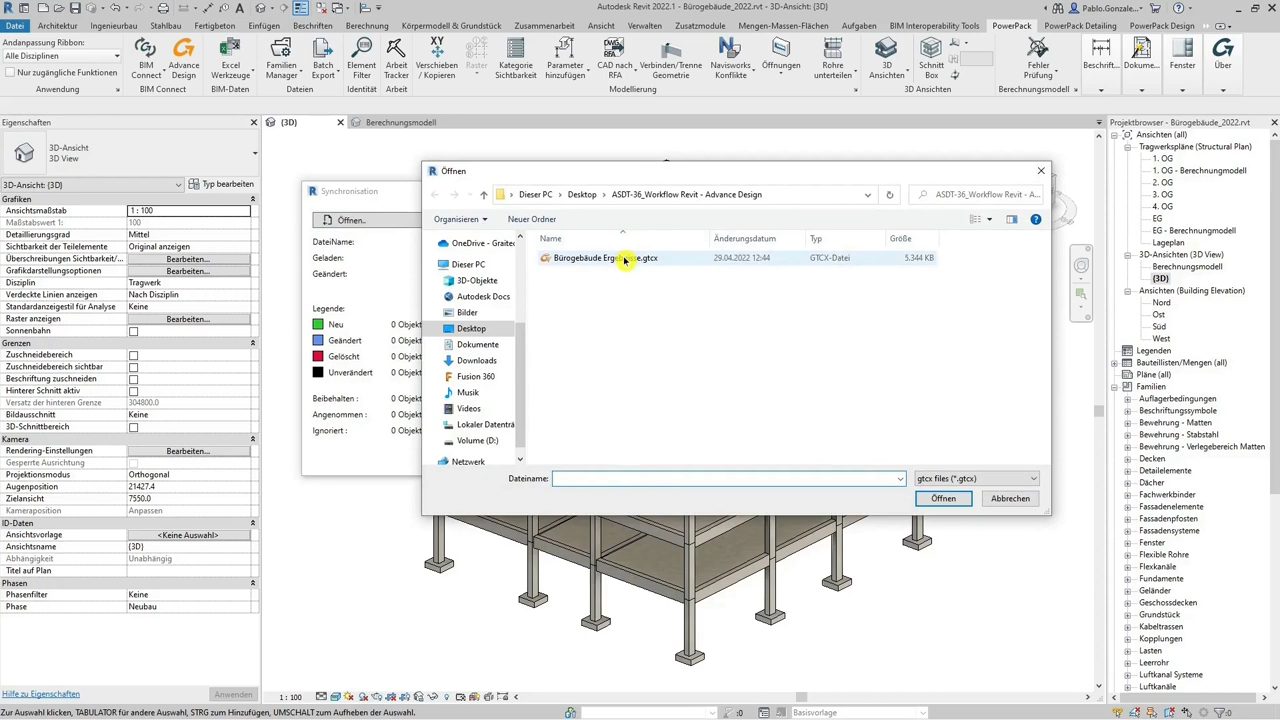 Autodesk Revit 2022.1 - Bürogebäude_2022.rvt - 3D-Ansicht: {3D}
Pablo.Gonzale...
Datei Architektur Ingenieurbau Stahlbau Fertigteile Einfügen Beschriften Berechnung Körpermodell & Grundstück Zusammenarbeit Ansicht Verwalten Zusatzmodule Mengen-Massen-Flächen Aufgaben BIM Interoperability Tools PowerPack PowerPack Detailing PowerPack Design
Andanpassung Ribon:
Alle Disziplinen
Nur zugängliche Funktionen
Anwendung
BIM Connect
Advance Design
BIM Connect
Excel Werkzeuge
Familien Manager
Batch Export
Dateien
Element Filter
Identität
Arbeit Tracker
Arbeit
Verschieben / Kopieren
Raster
Kategorie Sichtbarkeit
Parameter hinzufügen
CAD nach RFA
Verbinden/Trenne Geometrie
Navisworks Konflikte
Öffnungen
Rohre unterteilen
Modellierung
3D Ansichten
Schnitt Box
3D Ansichten
Fehler Prüfung
Berechnungsmodell
Beschrift...
Dokume...
Fenster
Über
Eigenschaften
3D-Ansicht
3D View
3D-Ansicht: {3D}
Typ bearbeiten
Grafiken
Ansichtsmaßstab 1 : 100
Maßstabswert 1: 100
Detaillierungsgrad Mittel
Sichtbarkeit der Teilelemente Original anzeigen
Überschreibungen Sichtbarkeit/... Bearbeiten...
Grafikdarstellungsoptionen Bearbeiten...
Disziplin Tragwerk
Verdeckte Linien anzeigen Nach Disziplin
Standardanzeigestil für Analyse Keine
Raster anzeigen Bearbeiten...
Sonnenbahn
Grenzen
Zuschneidebereich
Zuschneidebereich sichtbar
Beschriftung zuschneiden
Hinterer Schnitt aktiv
Versatz der hinteren Grenze 304800.0
Bildausschnitt Keine
3D-Schnittbereich
Kamera
Rendering-Einstellungen Bearbeiten...
Gesperrte Ausrichtung
Projektionsmodus Orthogonal
Augenposition 21427.4
Zielansicht 7550.0
Kameraposition Anpassen
ID-Daten
Ansichtsvorlage <Keine Auswahl>
Ansichtsname {3D}
Abhängigkeit Unabhängig
Titel auf Plan
Phasen
Phasenfilter Keine
Phase Neubau
Hilfe zu Eigenschaften
Anwenden
{3D}
Berechnungsmodell
Synchronisation
Öffnen..
DateiName:
Geladen:
Geändert:
Legende:
Neu 0 Objekt
Geändert 0 Objekt
Gelöscht 0 Objekt
Unverändert 0 Objekt
Beibehalten : 0 Objekt
Angenommen : 0 Objekt
Ignoriert : 0 Objekt
Öffnen
Dieser PC > Desktop > ASDT-36_Workflow Revit - Advance Design
ASDT-36_Workflow Revit - A...
Organisieren
Neuer Ordner
OneDrive - Graitec
Dieser PC
3D-Objekte
Autodesk Docs
Bilder
Desktop
Dokumente
Downloads
Fusion 360
Musik
Videos
Lokaler Datenträ
Volume (D:)
Netzwerk
Name Änderungsdatum Typ Größe
Bürogebäude Ergebnisse.gtcx 29.04.2022 12:44 GTCX-Datei 5.344 KB
Dateiname:
gtcx files (*.gtcx)
Öffnen
Abbrechen
Projektbrowser - Bürogebäude_2022.rvt
Ansichten (all)
Tragwerkspläne (Structural Plan)
1. OG
1. OG - Berechnungsmodell
2. OG
3. OG
4. OG
EG
EG - Berechnungsmodell
Lageplan
3D-Ansichten (3D View)
Berechnungsmodell
{3D}
Ansichten (Building Elevation)
Nord
Ost
Süd
West
Legenden
Bauteillisten/Mengen (all)
Pläne (all)
Familien
Auflagerbedingungen
Beschriftungssymbole
Bewehrung - Matten
Bewehrung - Stabstahl
Bewehrung - Verlegebereich Matten
Decken
Detailelemente
Dächer
Fachwerkbinder
Fassadenelemente
Fassadenpfosten
Fassadensysteme
Fenster
Flexible Rohre
Flexkanäle
Fundamente
Geländer
Geschossdecken
Grundstück
Kabeltrassen
Kopplungen
Lasten
Leerrohr
Luftkanäle
1 : 100
Zur Auswahl klicken, TABULATOR für andere Auswahl, STRG zum Hinzufügen, UMSCHALT zum Aufheben der Auswahl.
:0
Basisvorlage
:0